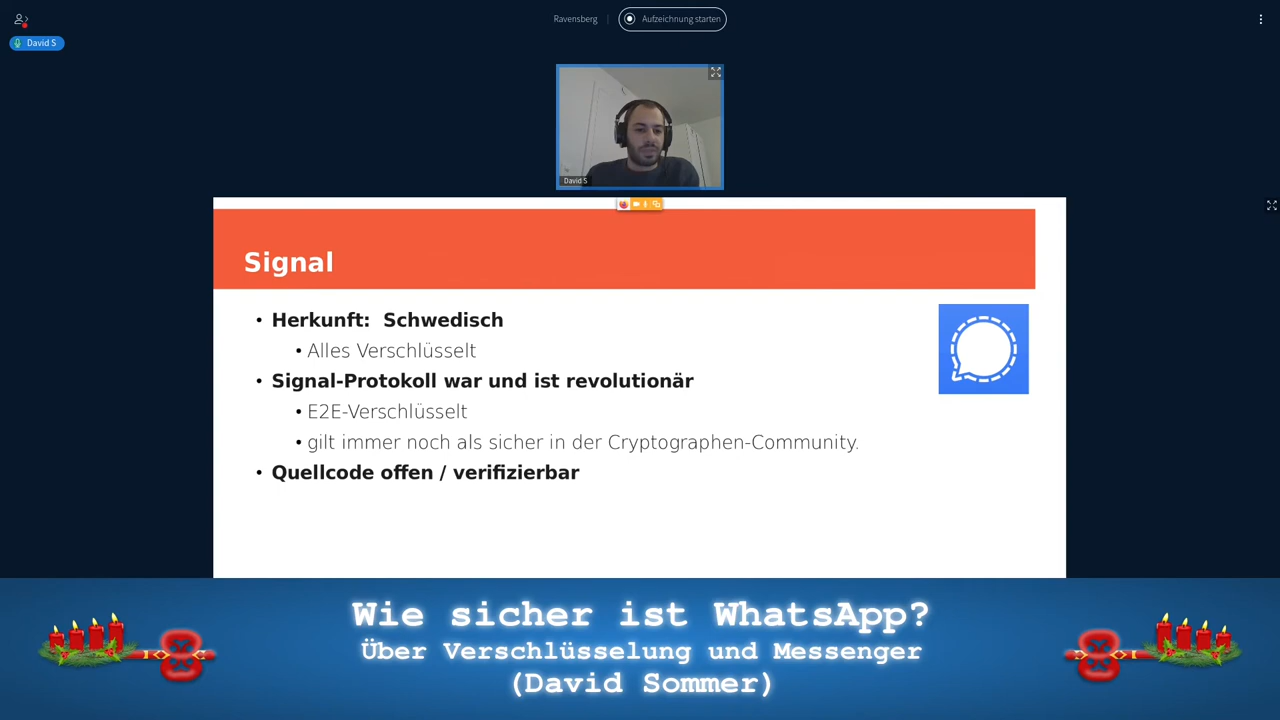 Ravensberg
Aufzeichnung starten
David S
David S
Signal
• Herkunft: Schwedisch
• Alles Verschlüsselt
• Signal-Protokoll war und ist revolutionär
• E2E-Verschlüsselt
• gilt immer noch als sicher in der Cryptographen-Community.
• Quellcode offen / verifizierbar
Wie sicher ist WhatsApp?
Über Verschlüsselung und Messenger
(David Sommer)